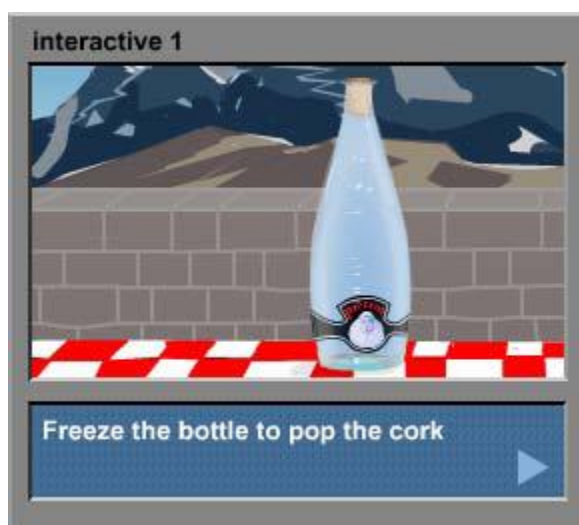 interactive 1
Freeze the bottle to pop the cork